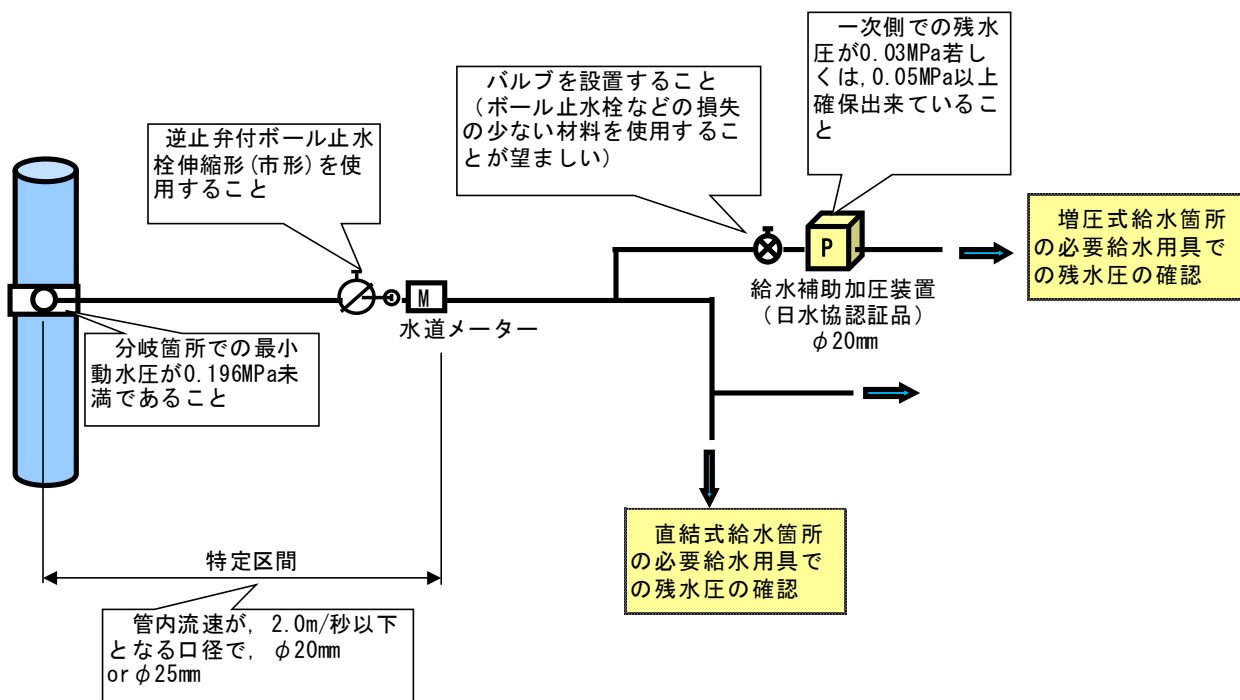 一次側での残水
圧が0.03MPa若し
くは,0.05MPa以上
確保出来ているこ
と
バルブを設置すること
（ボール止水栓などの損失
の少ない材料を使用するこ
とが望ましい）
逆止弁付ボール止水
栓伸縮形(市形)を使
用すること
増圧式給水箇所
の必要給水用具で
の残水圧の確認
P
給水補助加圧装置
（日水協認証品）
φ20mm
M
水道メーター
分岐箇所での最小
動水圧が0.196MPa未
満であること
直結式給水箇所
の必要給水用具で
の残水圧の確認
特定区間
管内流速が, 2.0m/秒以下
となる口径で, φ20mm
orφ25mm